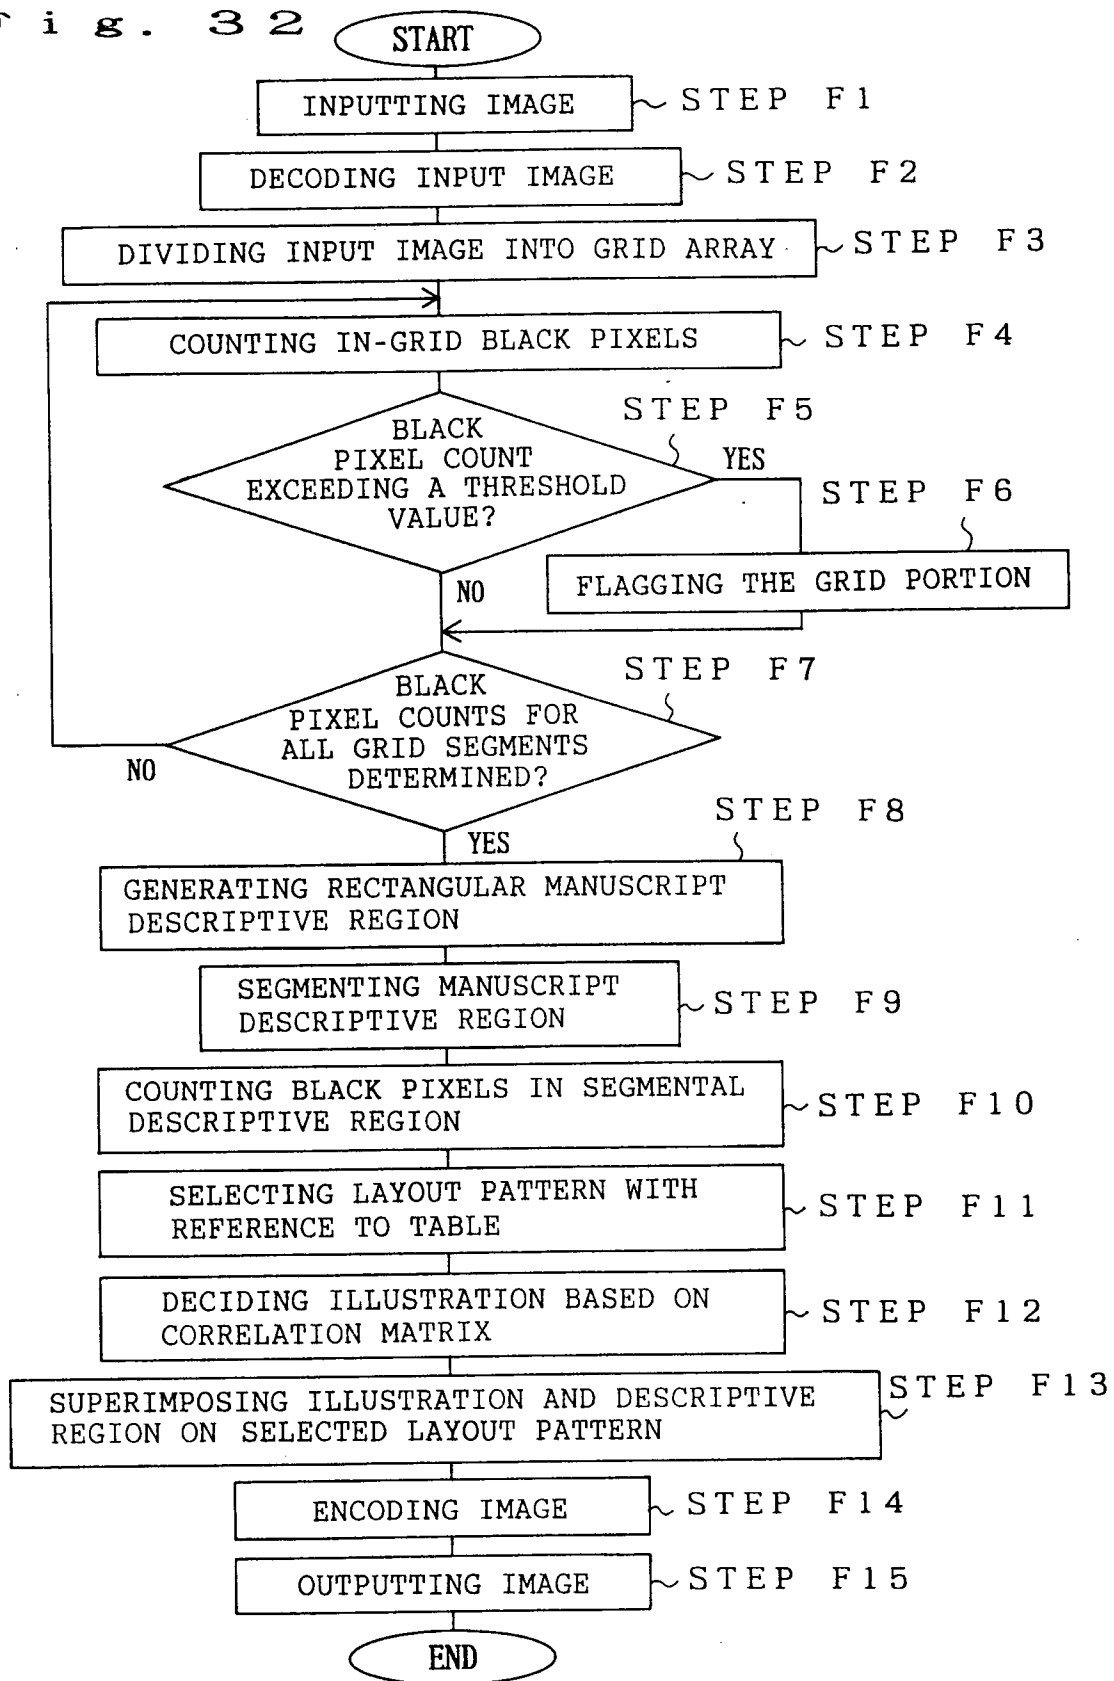 Fig. 32
START
INPUTTING IMAGE
STEP F1
DECODING INPUT IMAGE
STEP F2
DIVIDING INPUT IMAGE INTO GRID ARRAY
STEP F3
COUNTING IN-GRID BLACK PIXELS
STEP F4
STEP F5
BLACK
PIXEL COUNT
EXCEEDING A THRESHOLD
VALUE?
YES
STEP F6
FLAGGING THE GRID PORTION
NO
STEP F7
BLACK
PIXEL COUNTS FOR
ALL GRID SEGMENTS
DETERMINED?
NO
YES
STEP F8
GENERATING RECTANGULAR MANUSCRIPT
DESCRIPTIVE REGION
SEGMENTING MANUSCRIPT
DESCRIPTIVE REGION
STEP F9
COUNTING BLACK PIXELS IN SEGMENTAL
DESCRIPTIVE REGION
STEP F10
SELECTING LAYOUT PATTERN WITH
REFERENCE TO TABLE
STEP F11
DECIDING ILLUSTRATION BASED ON
CORRELATION MATRIX
STEP F12
SUPERIMPOSING ILLUSTRATION AND DESCRIPTIVE
REGION ON SELECTED LAYOUT PATTERN
STEP F13
ENCODING IMAGE
STEP F14
OUTPUTTING IMAGE
STEP F15
END